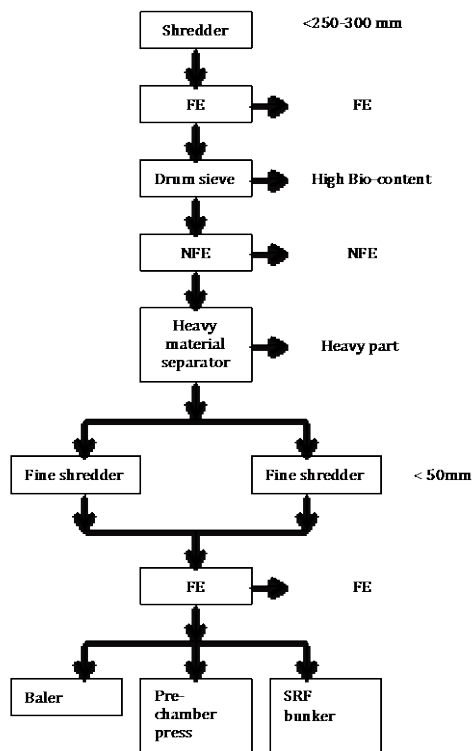 Shredder
<250-300 mm
FE
FE
Drum sieve
High Bio-content
NFE
NFE
Heavy
material
separator
Heavy part
Fine shredder
Fine shredder
< 50mm
FE
FE
Baler
Pre-
chamber
press
SRF
bunker